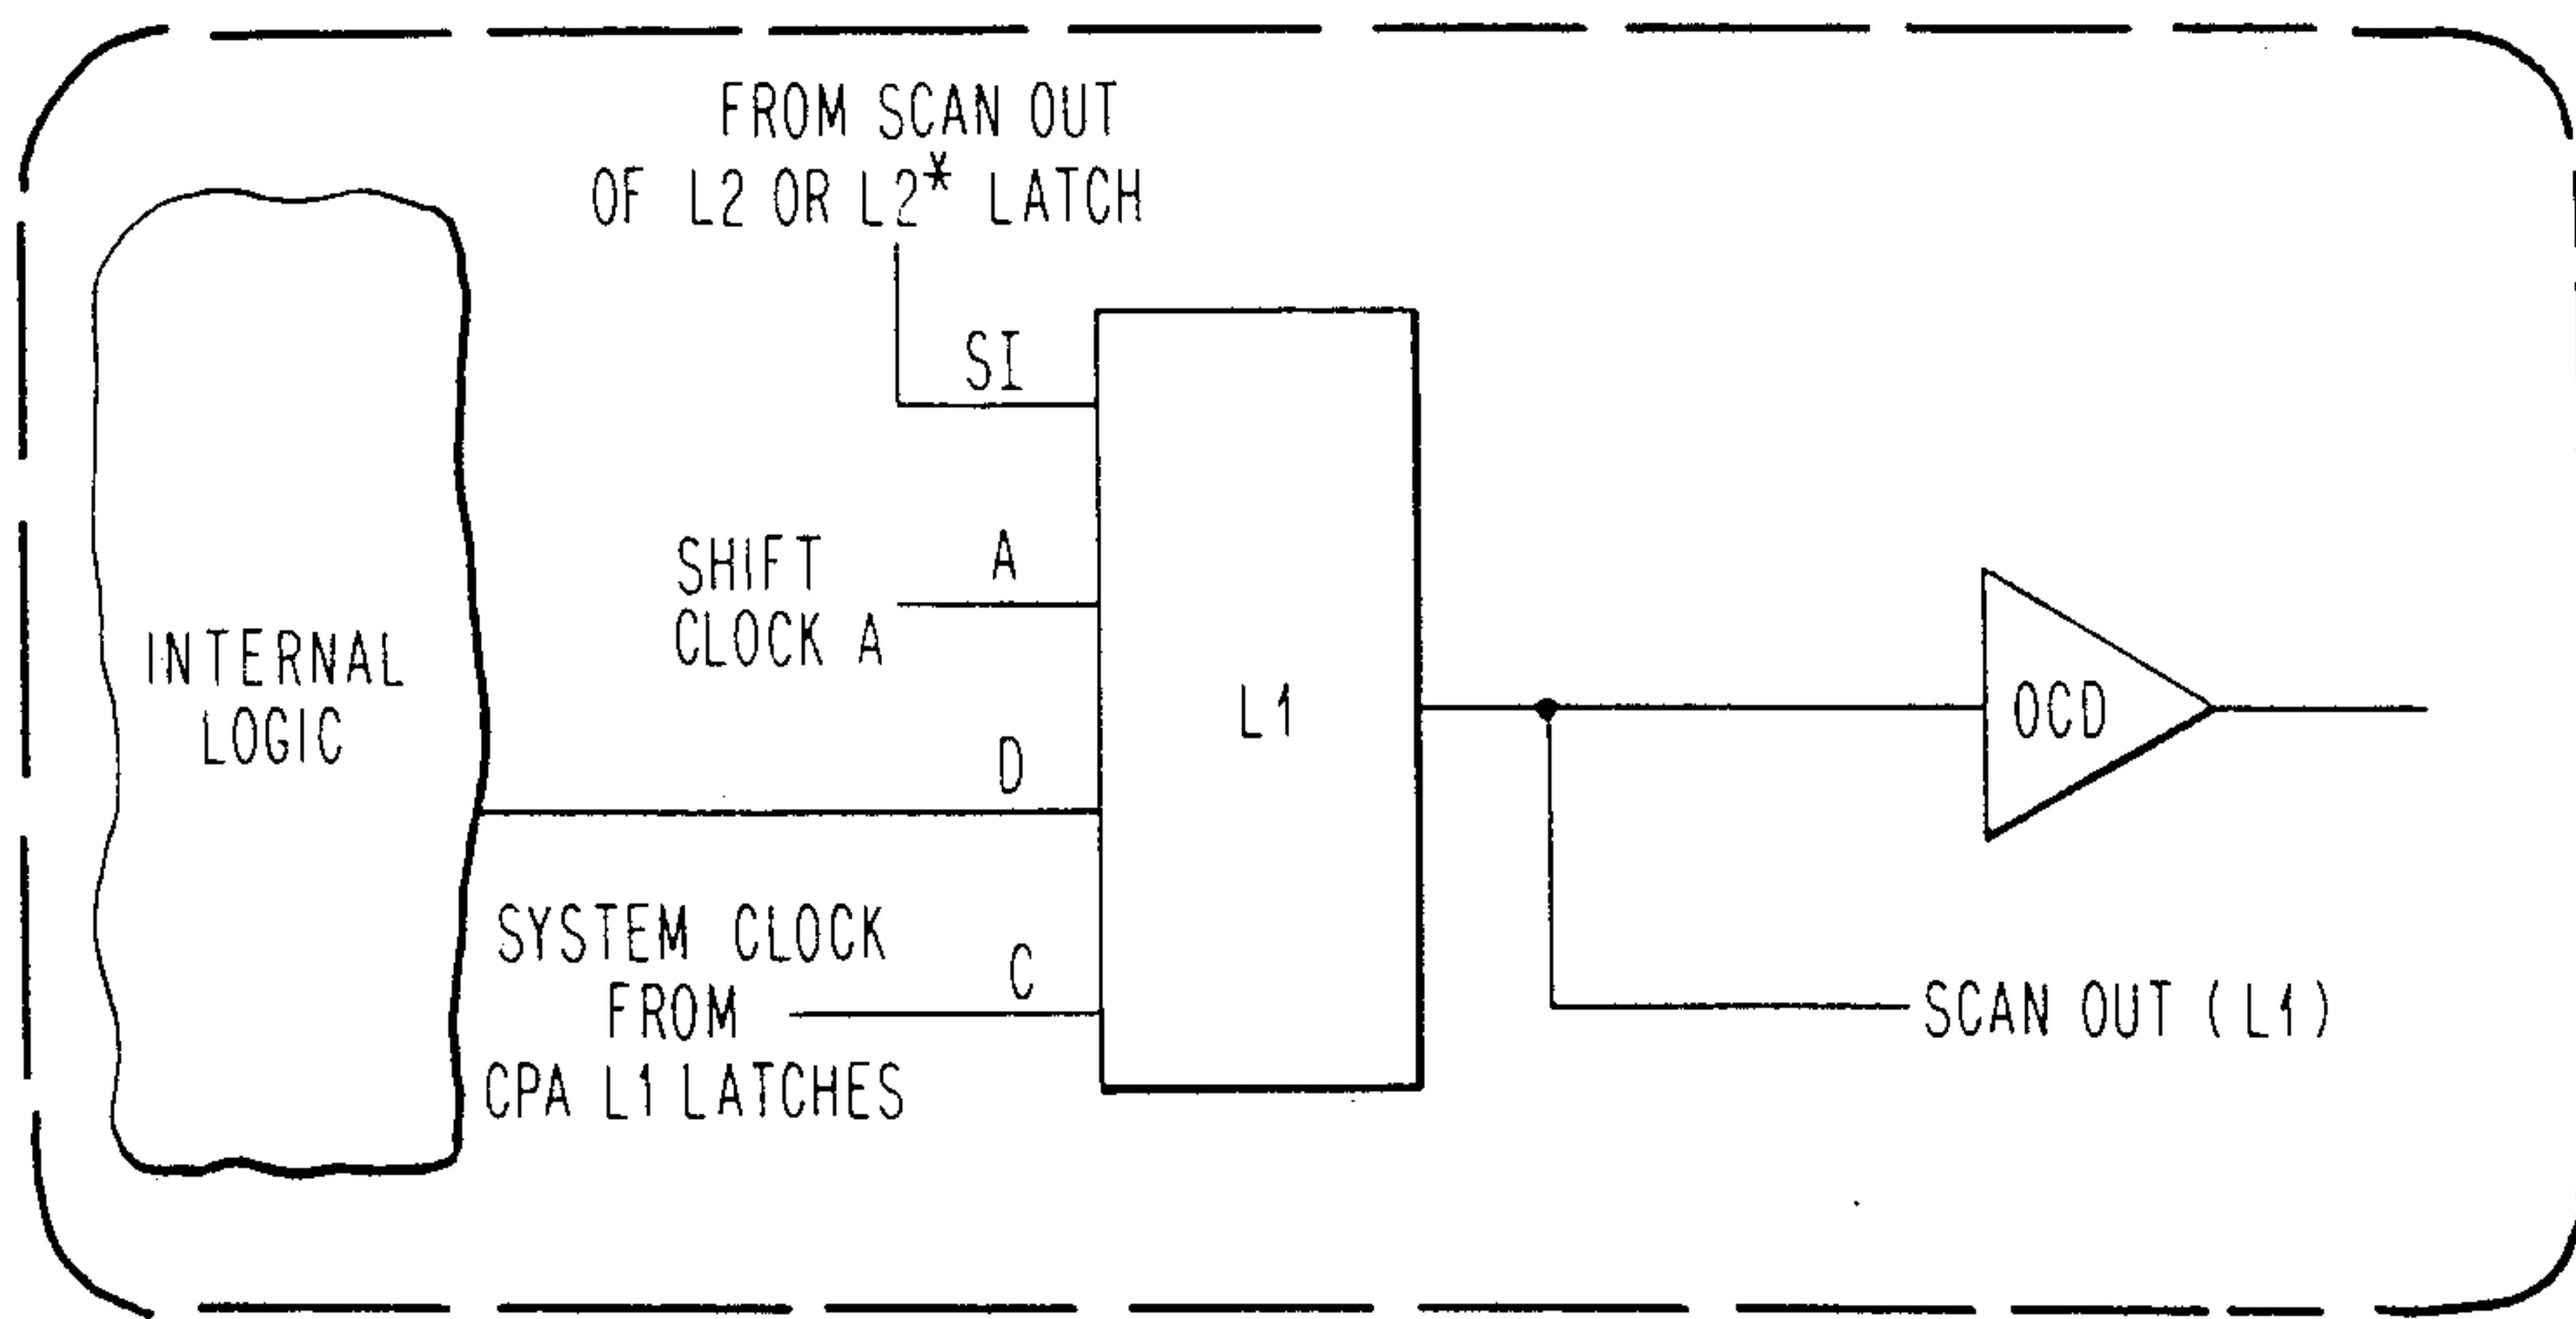 FROM SCAN OUT
OF L2 OR L2* LATCH
SI
SHIFT
CLOCK A
A
INTERNAL
LOGIC
D
L1
OCD
SYSTEM CLOCK
FROM
CPA L1 LATCHES
C
SCAN OUT (L1)